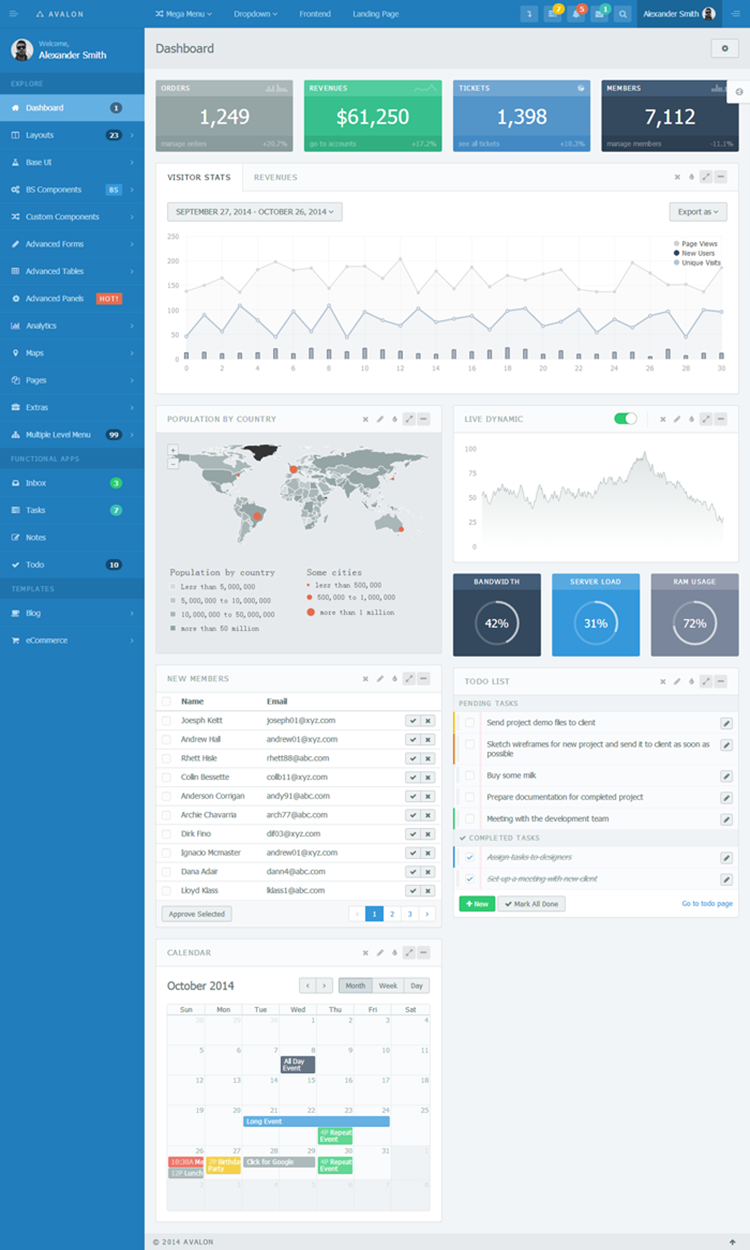 AVALON
Mega Menu
Dropdown
Frontend
Landing Page
7
5
1
Alexander Smith
Welcome,
Alexander Smith
EXPLORE
Dashboard 1
Layouts 23
Base UI
BS Components BS
Custom Components
Advanced Forms
Advanced Tables
Advanced Panels HOT!
Analytics
Maps
Pages
Extras
Multiple Level Menu 99
FUNCTIONAL APPS
Inbox 3
Tasks 7
Notes
Todo 10
TEMPLATES
Blog
eCommerce
Dashboard
ORDERS
1,249
manage orders +20.7%
REVENUES
$61,250
go to accounts +17.2%
TICKETS
1,398
see all tickets +10.3%
MEMBERS
7,112
manage members -11.1%
VISITOR STATS REVENUES
SEPTEMBER 27, 2014 - OCTOBER 26, 2014
Export as
Page Views
New Users
Unique Visits
250
200
150
100
50
0
0 2 4 6 8 10 12 14 16 18 20 22 24 26 28 30
POPULATION BY COUNTRY
+
−
Population by country
Less than 5,000,000
5,000,000 to 10,000,000
10,000,000 to 50,000,000
more than 50 million
Some cities
less than 500,000
500,000 to 1,000,000
more than 1 million
LIVE DYNAMIC
100
75
50
25
0
BANDWIDTH
42%
SERVER LOAD
31%
RAM USAGE
72%
NEW MEMBERS
Name Email
Joesph Keitt joseph01@xyz.com
Andrew Hall andrew01@xyz.com
Rhett Hisle rhett88@abc.com
Colin Bessette collb11@xyz.com
Anderson Corrigan andy91@abc.com
Archie Chavarria arch77@abc.com
Dirk Fino dif03@xyz.com
Ignacio Mcmaster andrew01@xyz.com
Dana Adair dann4@abc.com
Lloyd Klass lklass1@abc.com
Approve Selected
‹ 1 2 3 ›
TODO LIST
PENDING TASKS
Send project demo files to client
Sketch wireframes for new project and send it to client as soon as
possible
Buy some milk
Prepare documentation for completed project
Meeting with the development team
COMPLETED TASKS
Assign tasks to designers
Set up a meeting with new client
New
Mark All Done
Go to todo page
CALENDAR
October 2014
‹ › Month Week Day
Sun Mon Tue Wed Thu Fri Sat
28 29 30 1 2 3 4
5 6 7 8 9 10 11
All Day
Event
12 13 14 15 16 17 18
19 20 21 22 23 24 25
Long Event
4P Repeat
Event
26 27 28 29 30 31 1
10:30A Me
12P Lunch
7P Birthda
Party
Click for Google
4P Repeat
Event
2 3 4 5 6 7 8
© 2014 AVALON